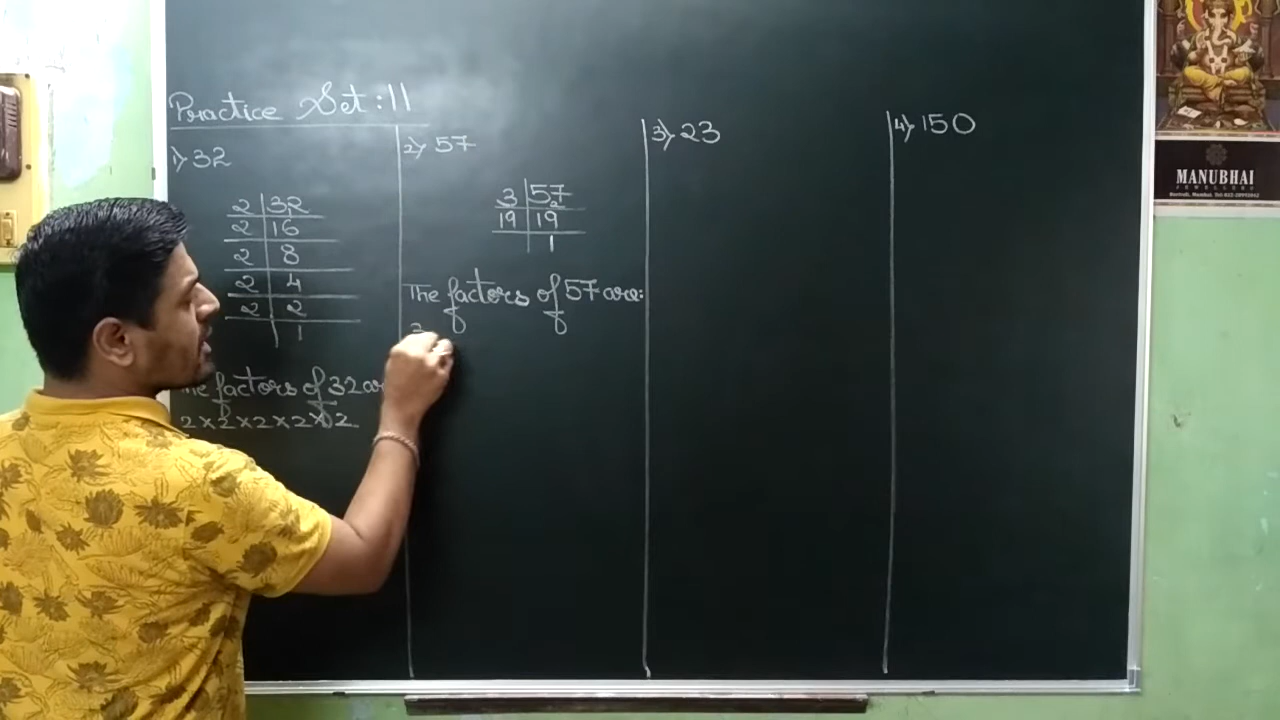 Practice Set : 11
1) 32
2 | 32
2 | 16
2 | 8
2 | 4
2 | 2
1
The factors of 32 ar
2 × 2 × 2 × 2 × 2
2) 57
3 | 57
19 | 19
1
The factors of 57 are:
3
3) 23
4) 150
MANUBHAI
JEWELLERS